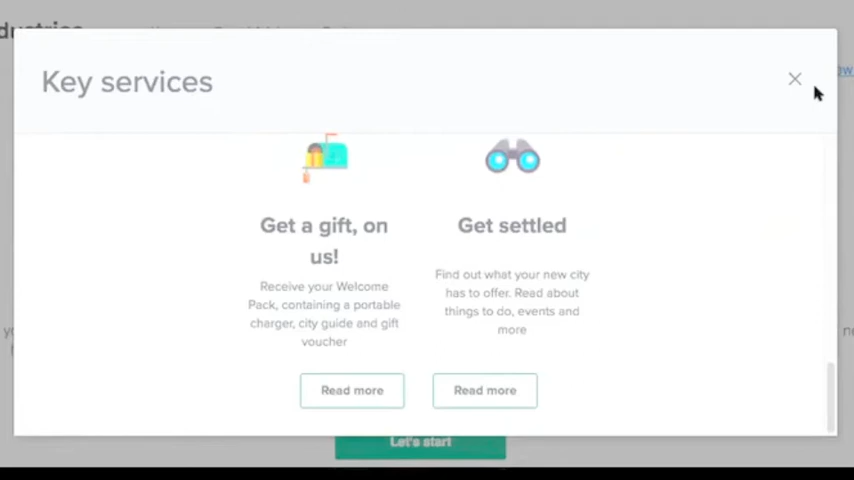 Key services
Get a gift, on
us!
Receive your Welcome
Pack, containing a portable
charger, city guide and gift
voucher
Read more
Get settled
Find out what your new city
has to offer. Read about
things to do, events and
more
Read more
Let's start